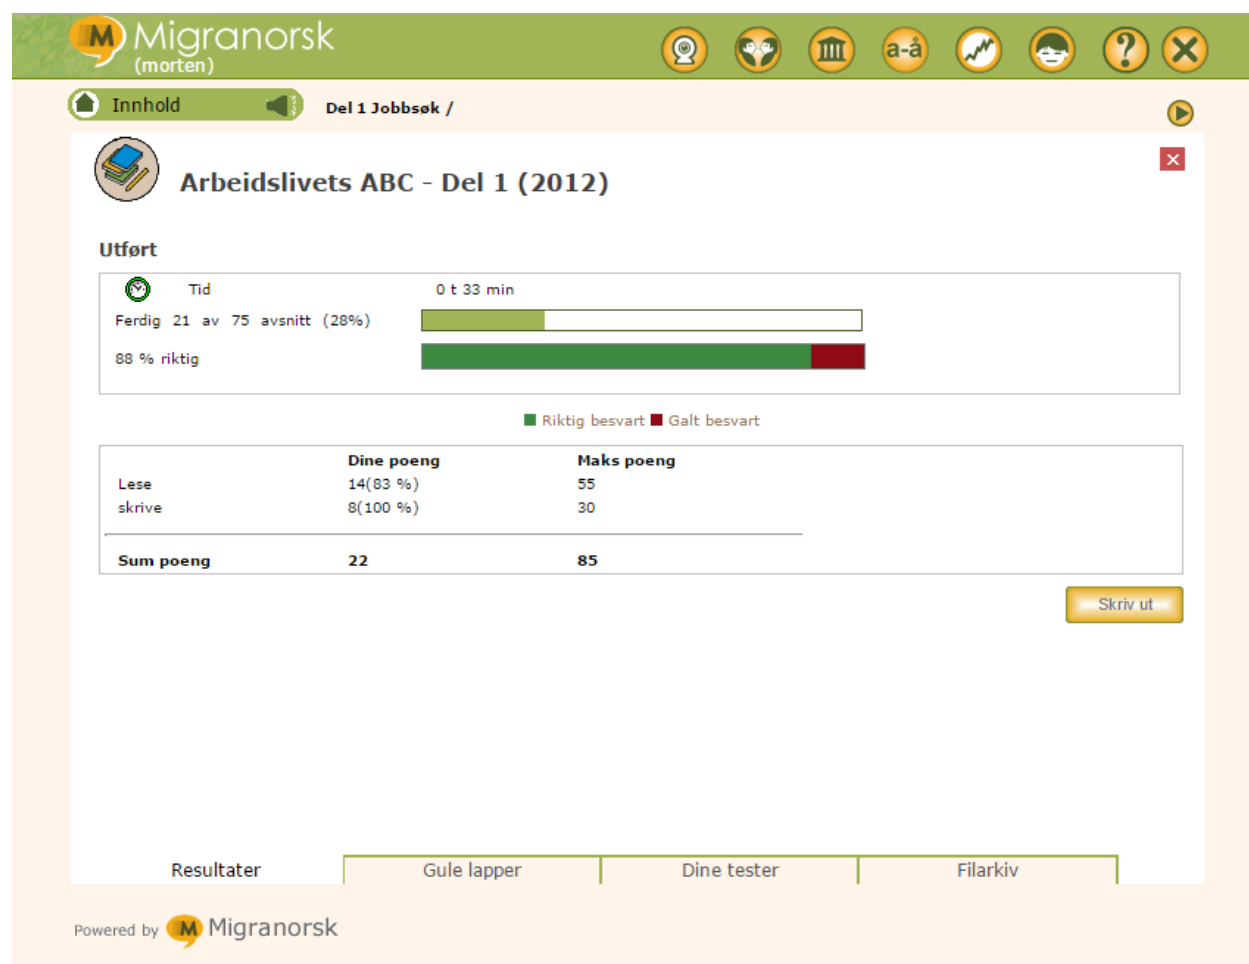 Migranorsk
(morten)
a-å
?
Innhold
Del 1 Jobbsøk /
Arbeidslivets ABC - Del 1 (2012)
Utført
Tid 0 t 33 min
Ferdig 21 av 75 avsnitt (28%)
88 % riktig
Riktig besvart Galt besvart
Dine poeng Maks poeng
Lese 14(83 %) 55
skrive 8(100 %) 30
Sum poeng 22 85
Skriv ut
Resultater Gule lapper Dine tester Filarkiv
Powered by M Migranorsk